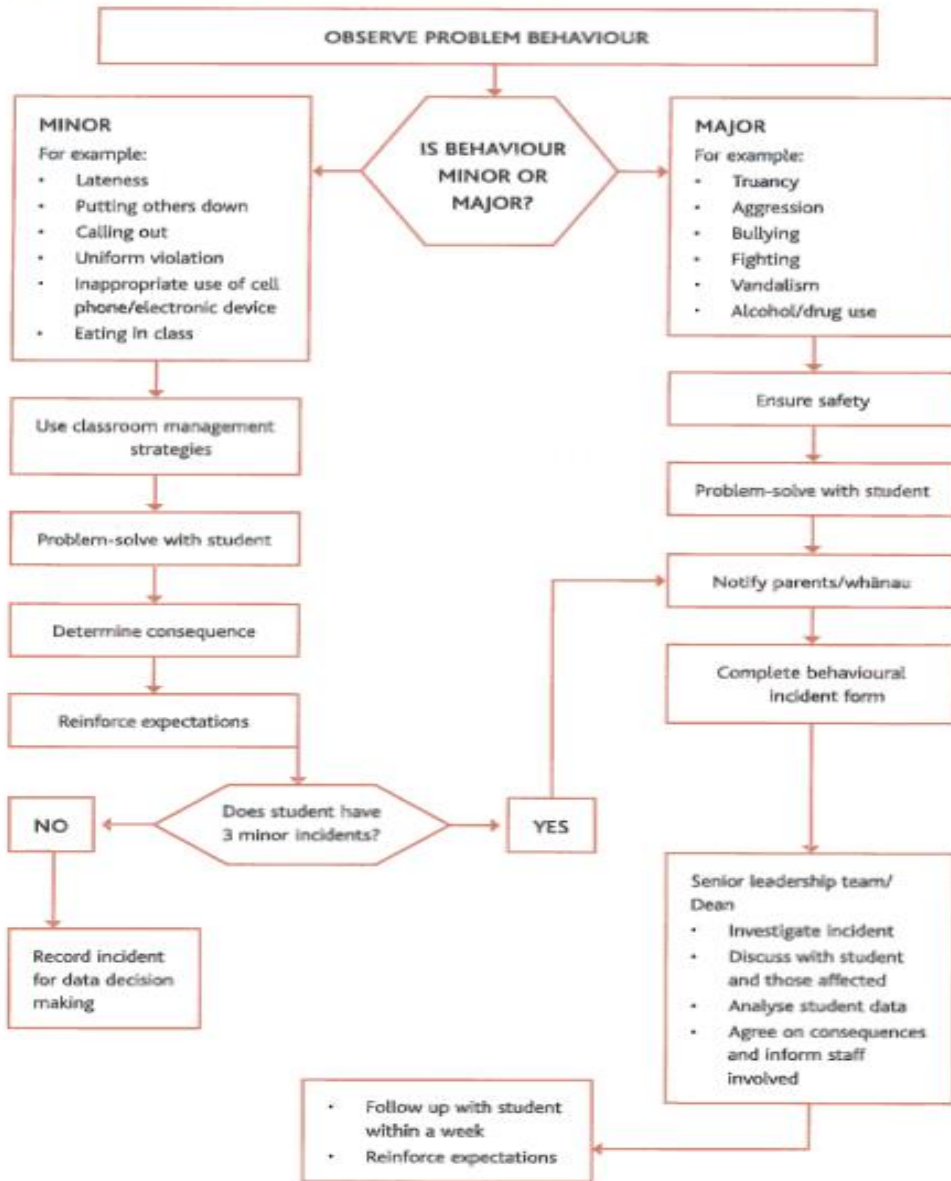 OBSERVE PROBLEM BEHAVIOUR
IS BEHAVIOUR
MINOR OR
MAJOR?
MINOR
For example:
• Lateness
• Putting others down
• Calling out
• Uniform violation
• Inappropriate use of cell
phone/electronic device
• Eating in class
Use classroom management
strategies
Problem-solve with student
Determine consequence
Reinforce expectations
Does student have
3 minor incidents?
NO
YES
Record incident
for data decision
making
MAJOR
For example:
• Truancy
• Aggression
• Bullying
• Fighting
• Vandalism
• Alcohol/drug use
Ensure safety
Problem-solve with student
Notify parents/whānau
Complete behavioural
incident form
Senior leadership team/
Dean
• Investigate incident
• Discuss with student
and those affected
• Analyse student data
• Agree on consequences
and inform staff
involved
• Follow up with student
within a week
• Reinforce expectations